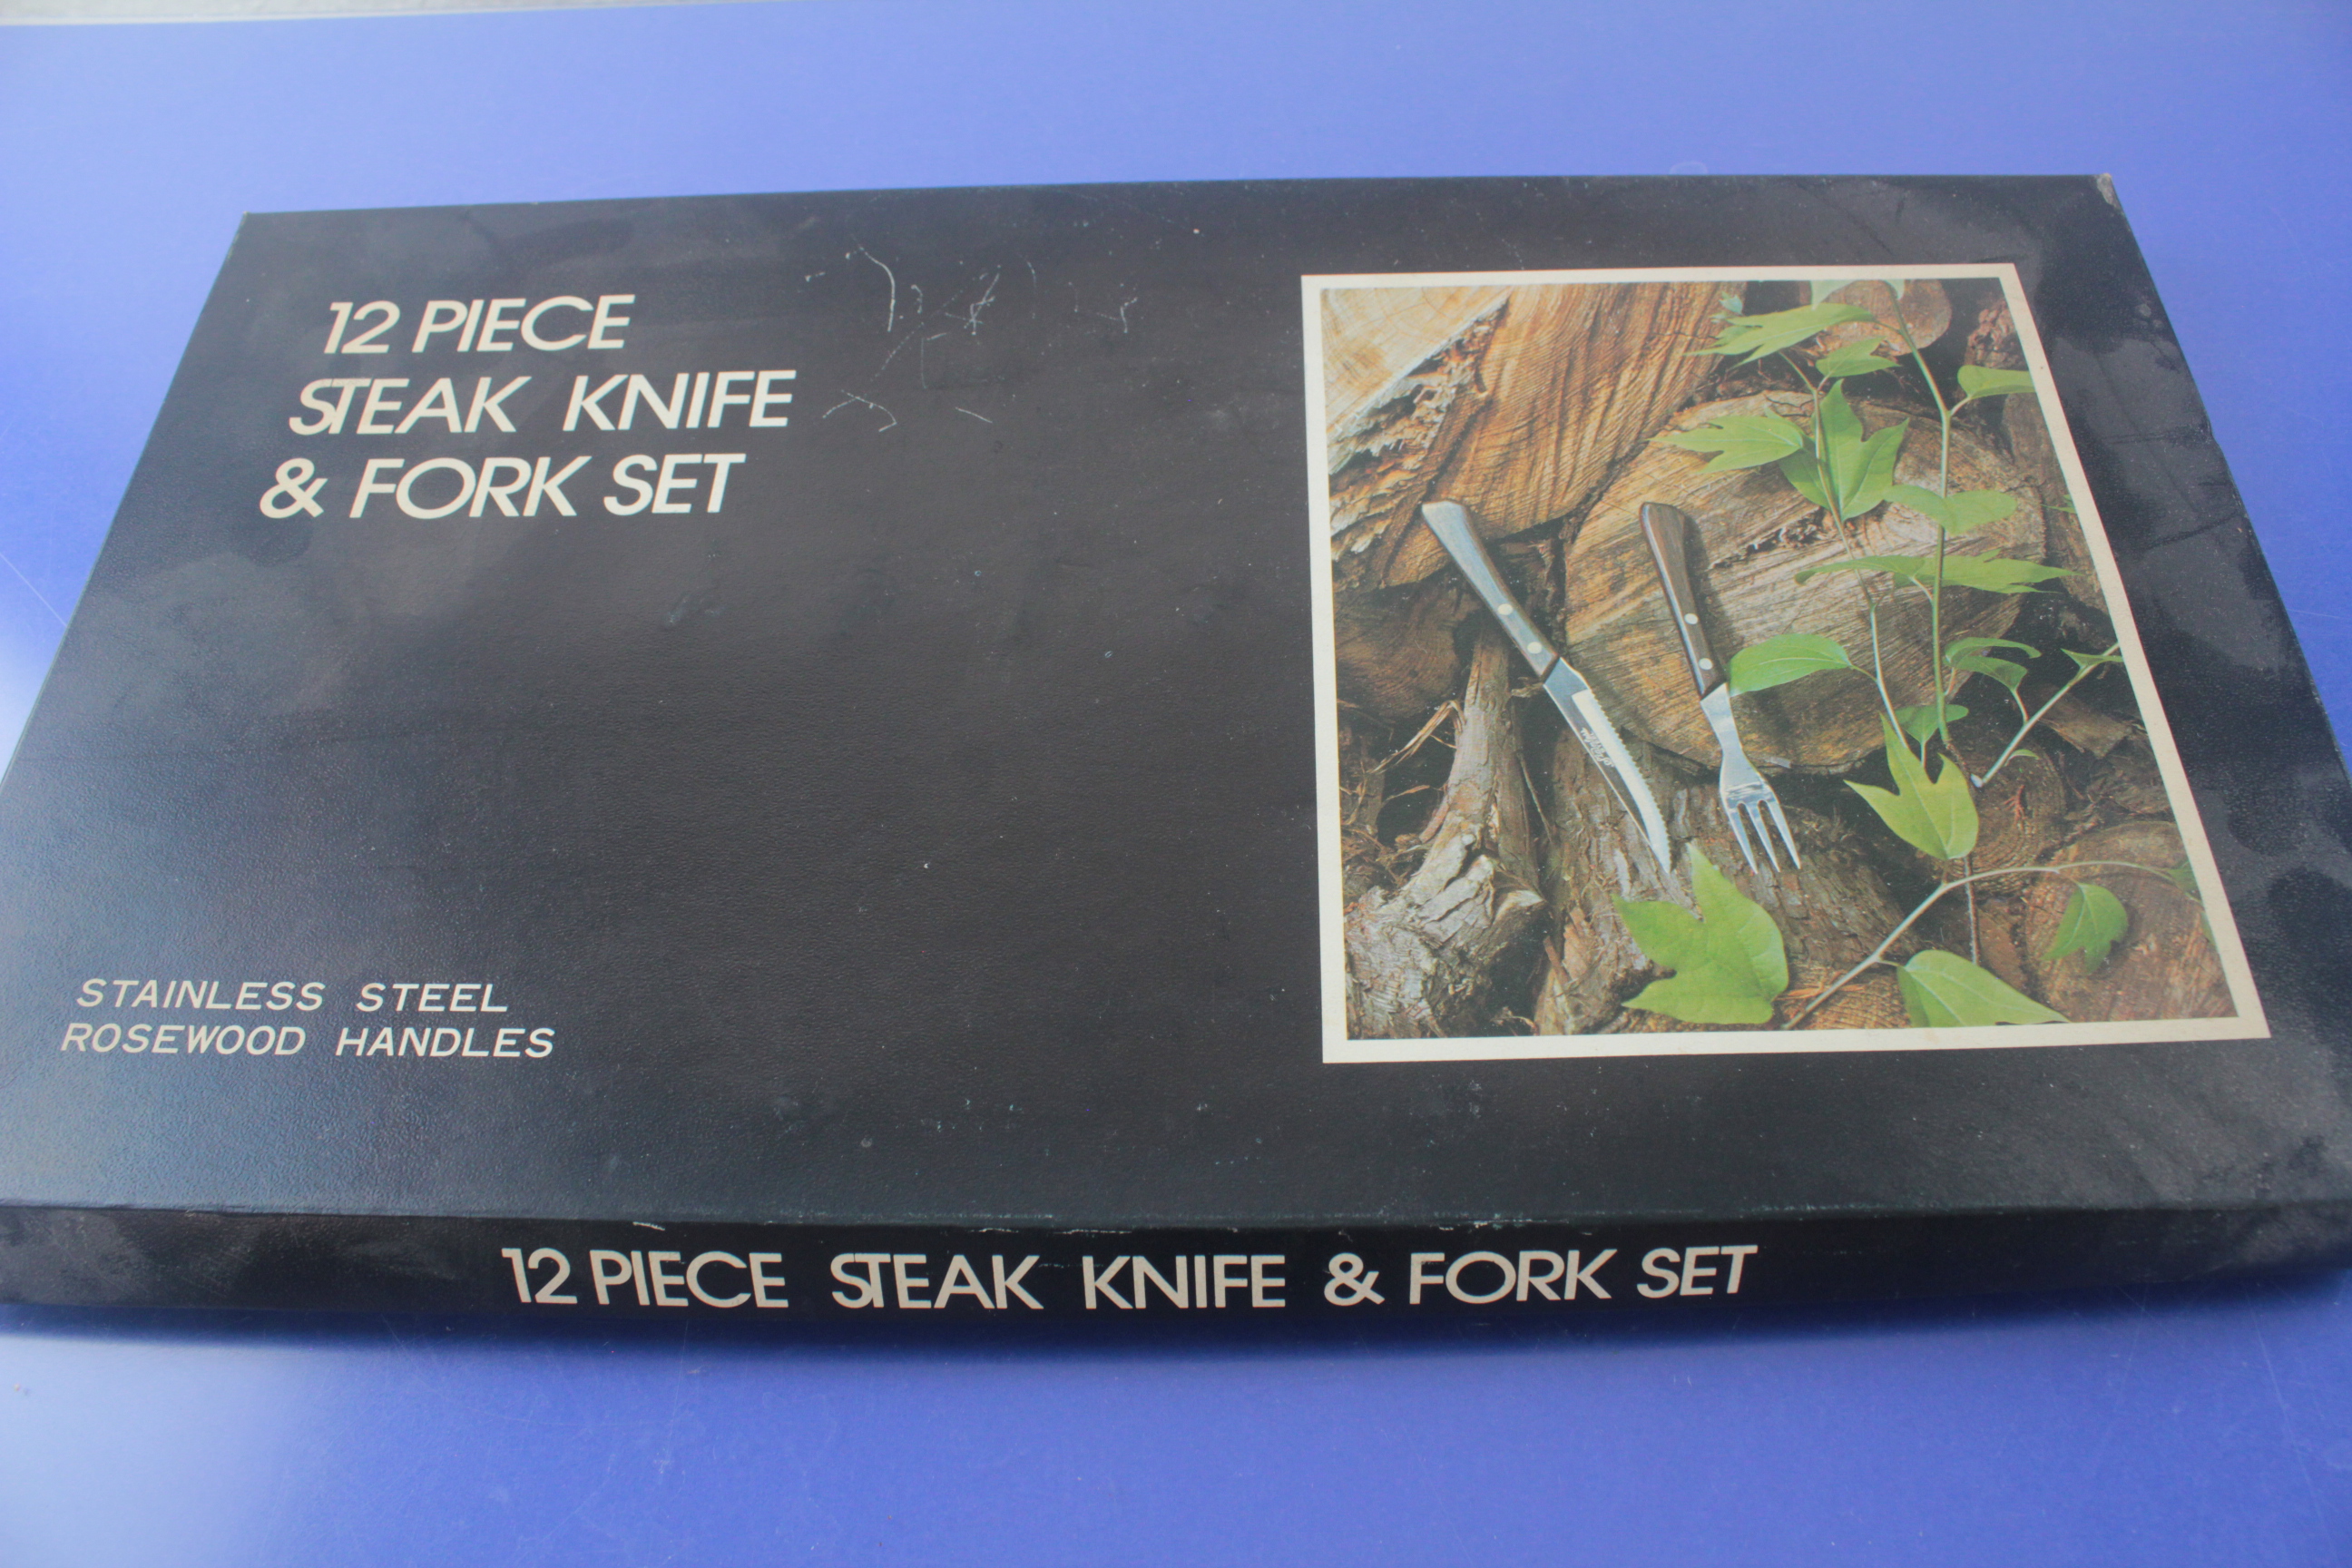 12 PIECE
STEAK KNIFE
& FORK SET
STAINLESS STEEL
ROSEWOOD HANDLES
12 PIECE STEAK KNIFE & FORK SET